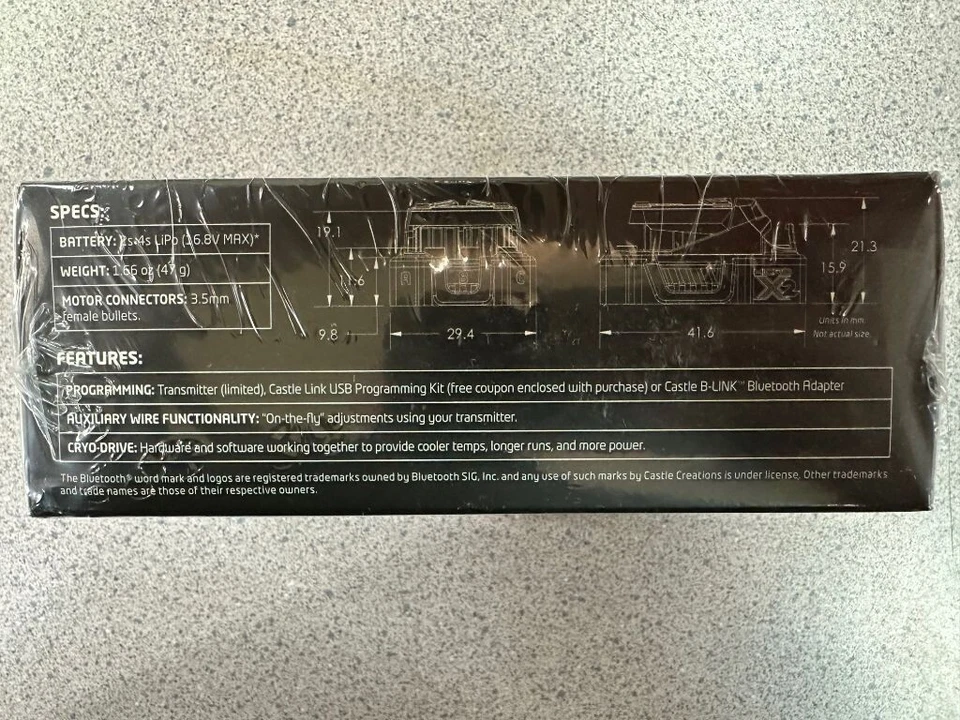 SPECS:
BATTERY: 2s-4s LiPo (16.8V MAX)*
WEIGHT: 1.66 oz (47 g)
MOTOR CONNECTORS: 3.5mm
female bullets.
19.1
9.8
29.4
41.6
15.9
21.3
Units in mm.
Not actual size.
X2
FEATURES:
PROGRAMMING: Transmitter (limited), Castle Link USB Programming Kit (free coupon enclosed with purchase) or Castle B-LINK™ Bluetooth Adapter
AUXILIARY WIRE FUNCTIONALITY: "On-the-fly" adjustments using your transmitter.
CRYO-DRIVE: Hardware and software working together to provide cooler temps, longer runs, and more power.
The Bluetooth® word mark and logos are registered trademarks owned by Bluetooth SIG, Inc. and any use of such marks by Castle Creations is under license. Other trademarks
and trade names are those of their respective owners.